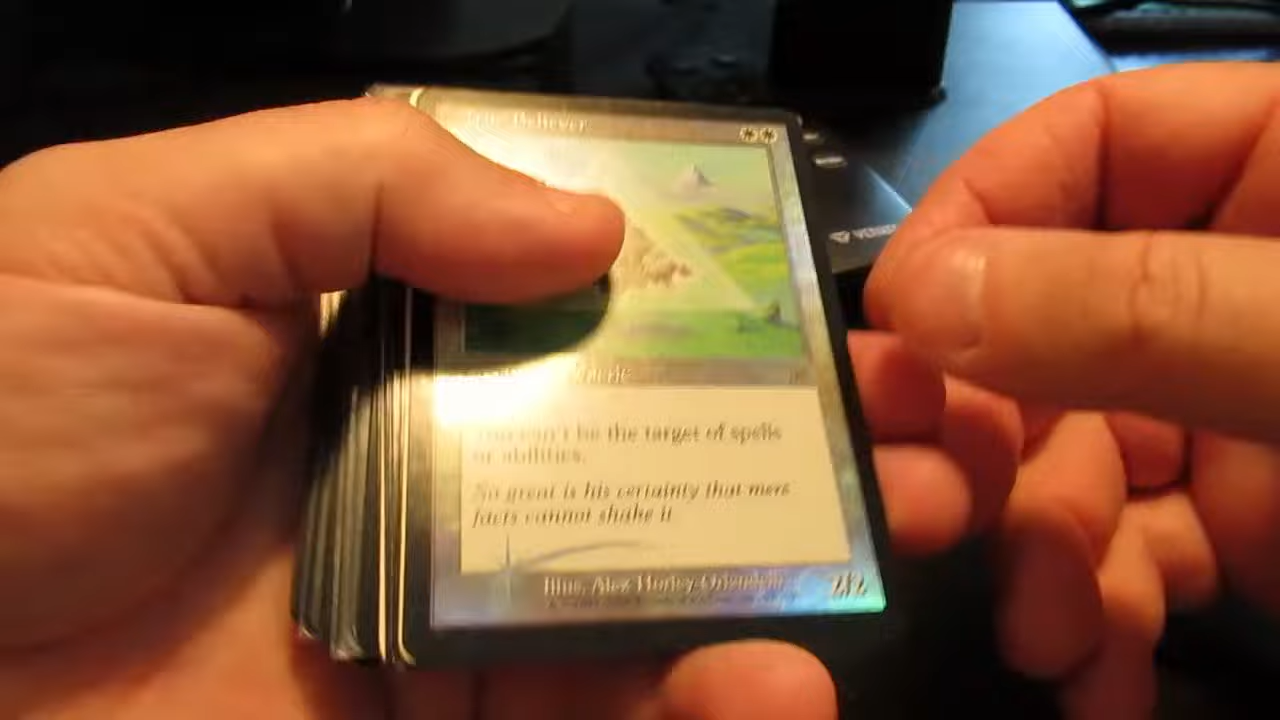 True Believer
can't be the target of spells
or abilities.
So great is his certainty that mere
facts cannot shake it
Illus. Alex Horley-Orlandelli
2/2